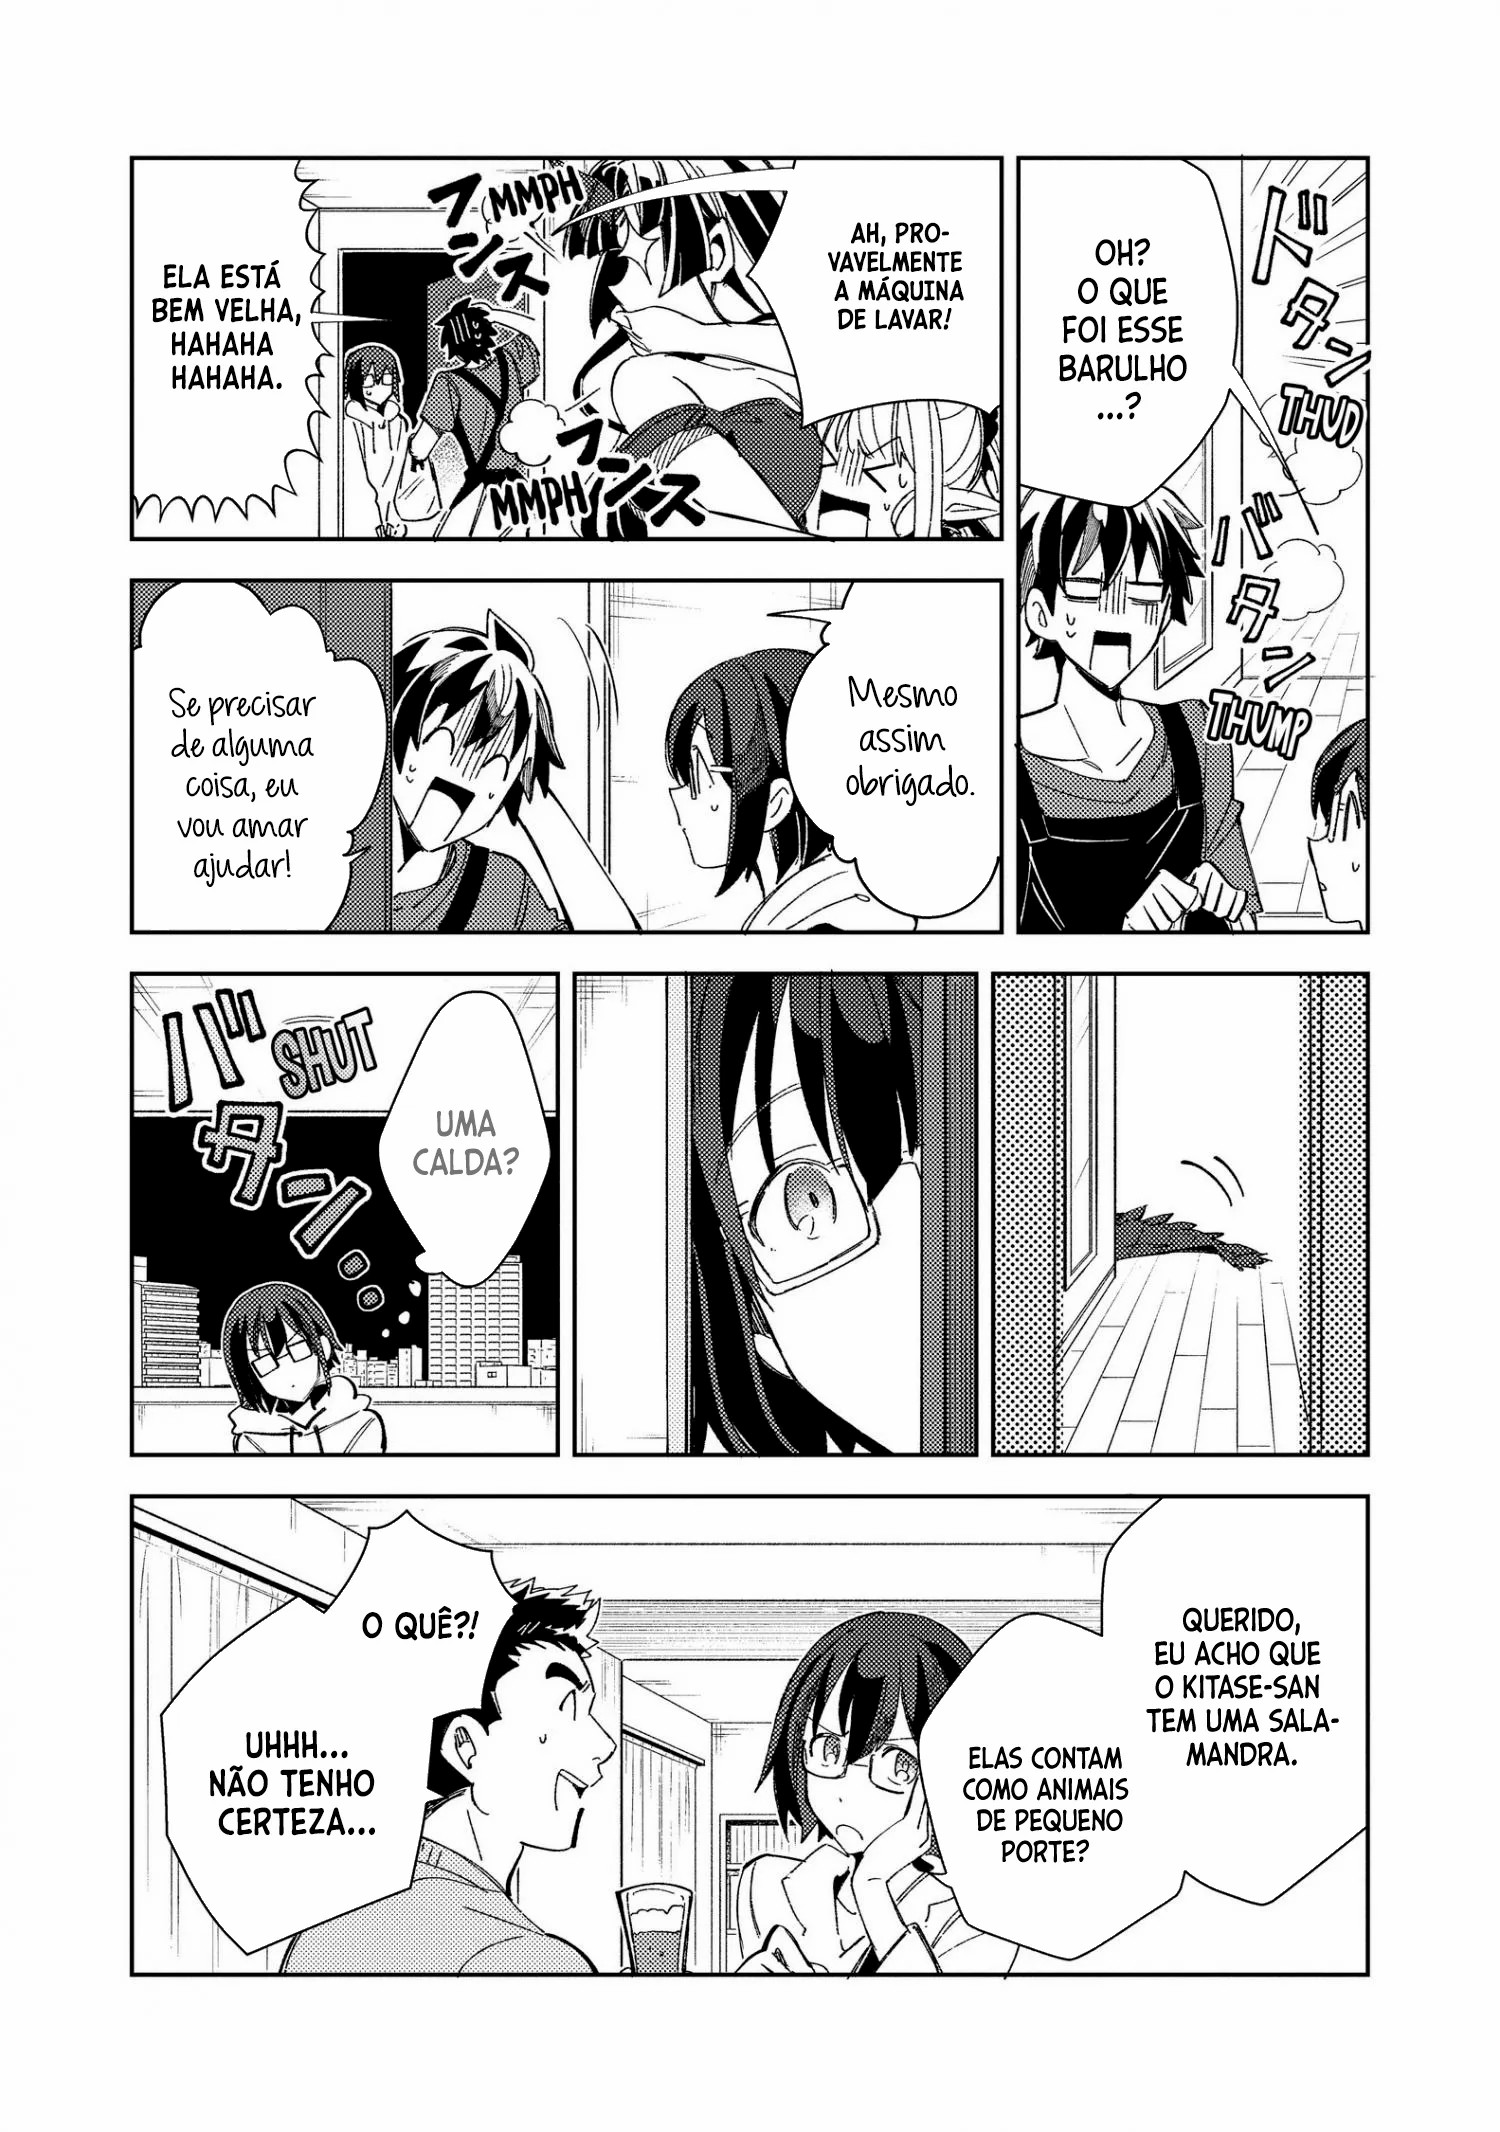 OH?
O QUE
FOI ESSE
BARULHO
...?
ドタン
THUD
バタン
THUMP
AH, PRO-
VAVELMENTE
A MÁQUINA
DE LAVAR!
フンス
MMPH
フンス
MMPH
ELA ESTÁ
BEM VELHA,
HAHAHA
HAHAHA.
Mesmo
assim
obrigado.
Se precisar
de alguma
coisa, eu
vou amar
ajudar!
UMA
CALDA?
バタン
SHUT
QUERIDO,
EU ACHO QUE
O KITASE-SAN
TEM UMA SALA-
MANDRA.
ELAS CONTAM
COMO ANIMAIS
DE PEQUENO
PORTE?
O QUÊ?!
UHHH...
NÃO TENHO
CERTEZA...